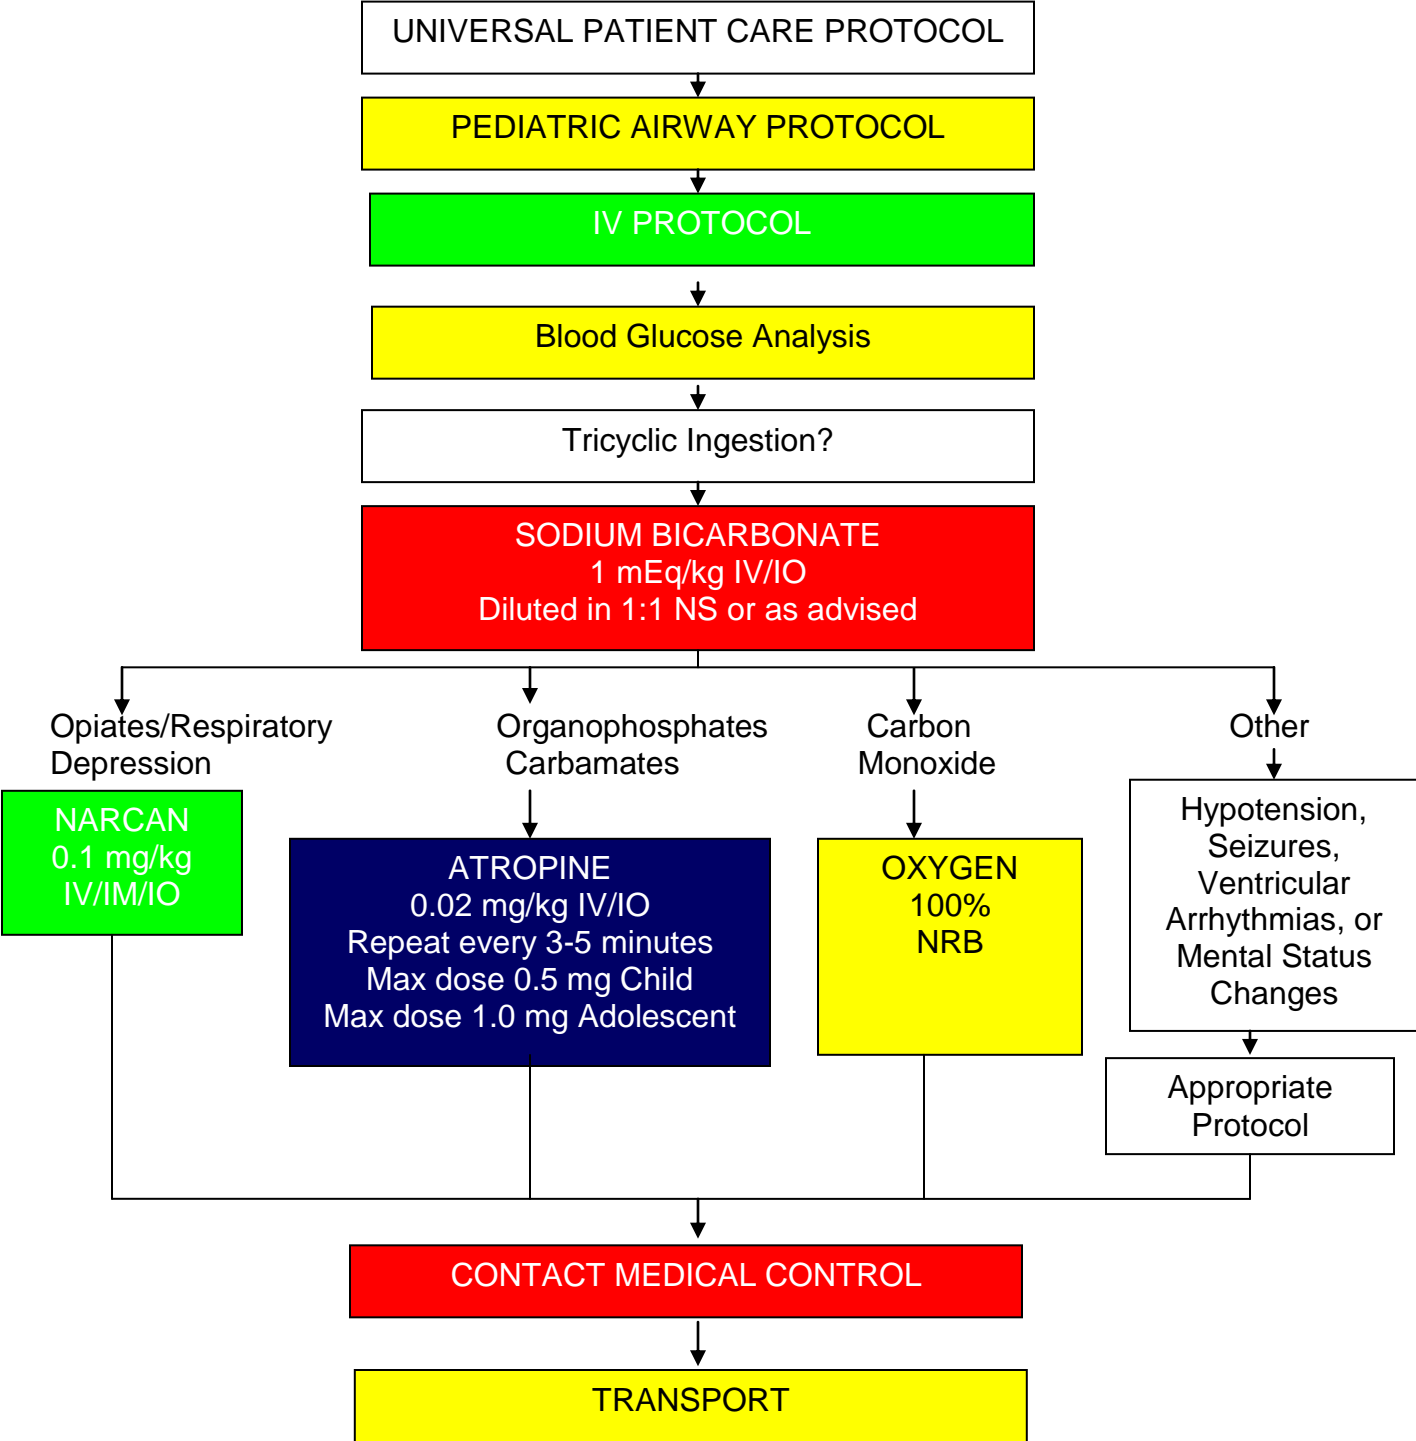 UNIVERSAL PATIENT CARE PROTOCOL
PEDIATRIC AIRWAY PROTOCOL
IV PROTOCOL
Blood Glucose Analysis
Tricyclic Ingestion?
SODIUM BICARBONATE
1 mEq/kg IV/IO
Diluted in 1:1 NS or as advised
Opiates/Respiratory
Depression
NARCAN
0.1 mg/kg
IV/IM/IO
Organophosphates
Carbamates
ATROPINE
0.02 mg/kg IV/IO
Repeat every 3-5 minutes
Max dose 0.5 mg Child
Max dose 1.0 mg Adolescent
Carbon
Monoxide
OXYGEN
100%
NRB
Other
Hypotension,
Seizures,
Ventricular
Arrhythmias, or
Mental Status
Changes
Appropriate
Protocol
CONTACT MEDICAL CONTROL
TRANSPORT